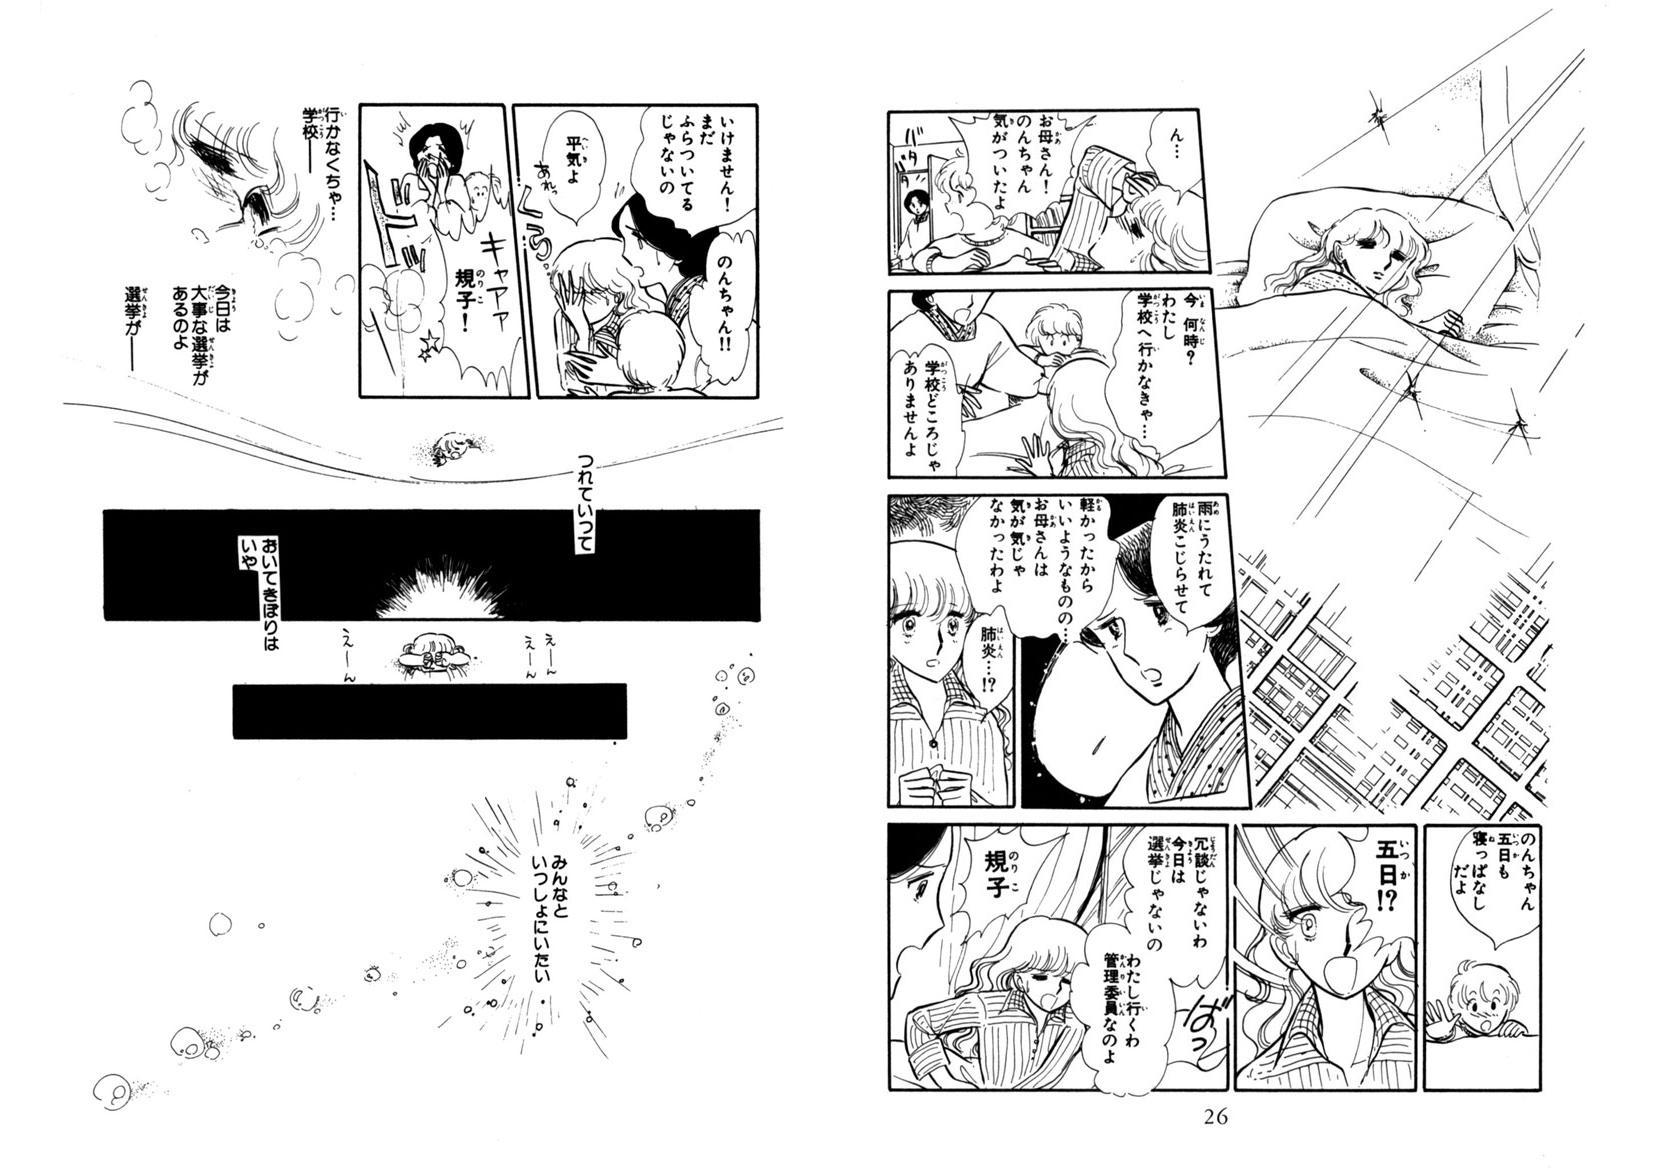 ん…
お母さん!
のんちゃん
気がついたよ
バタバタ
今 何時?
わたし
学校へ行かなきゃ…
学校どころじゃ
ありませんよ
雨にうたれて
肺炎こじらせて
軽かったから
いいようなものの…
お母さんは
気が気じゃ
なかったわよ
肺炎…!?
のんちゃん
五日も
寝っぱなし
だよ
五日!?
冗談じゃないわ
今日は
選挙じゃないの
わたし行くわ
管理委員なのよ
ばっ
規子
26
いけません!
まだ
ふらついてる
じゃないの
平気よ
あれっ
くら…
のんちゃん!!
キャアア
規子!
ドッ
行かなくちゃ…
学校──
今日は
大事な選挙が
あるのよ
選挙が──
つれていって
おいてきぼりは
いや
えーん
えーん
えーん
みんなと
いっしょにいたい